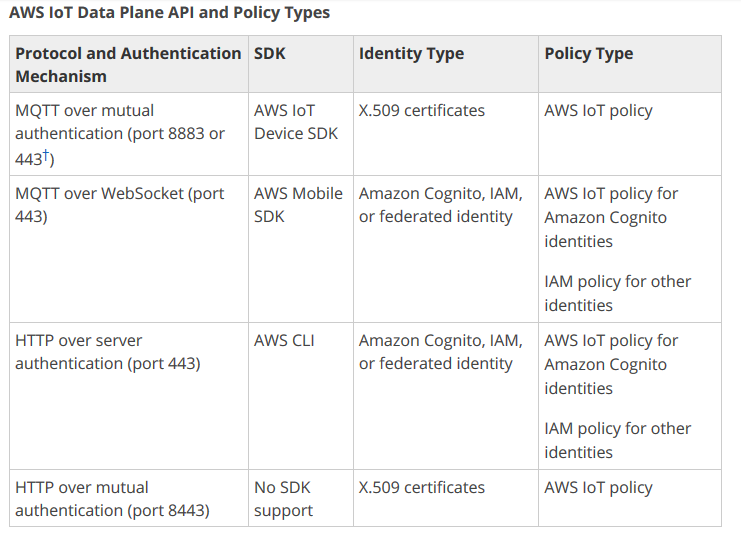 AWS IoT Data Plane API and Policy Types
Protocol and Authentication Mechanism SDK Identity Type Policy Type
MQTT over mutual authentication (port 8883 or 443†) AWS IoT Device SDK X.509 certificates AWS IoT policy
MQTT over WebSocket (port 443) AWS Mobile SDK Amazon Cognito, IAM, or federated identity AWS IoT policy for Amazon Cognito identities
IAM policy for other identities
HTTP over server authentication (port 443) AWS CLI Amazon Cognito, IAM, or federated identity AWS IoT policy for Amazon Cognito identities
IAM policy for other identities
HTTP over mutual authentication (port 8443) No SDK support X.509 certificates AWS IoT policy